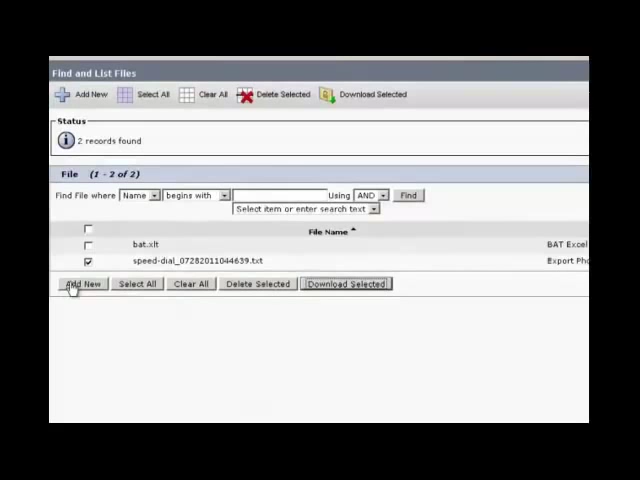 Find and List Files
Add New Select All Clear All Delete Selected Download Selected
Status
2 records found
File (1 - 2 of 2)
Find File where Name begins with Using AND Find
Select item or enter search text
File Name
bat.xlt BAT Excel
speed-dial_07282011044639.txt Export Pho
Add New Select All Clear All Delete Selected Download Selected